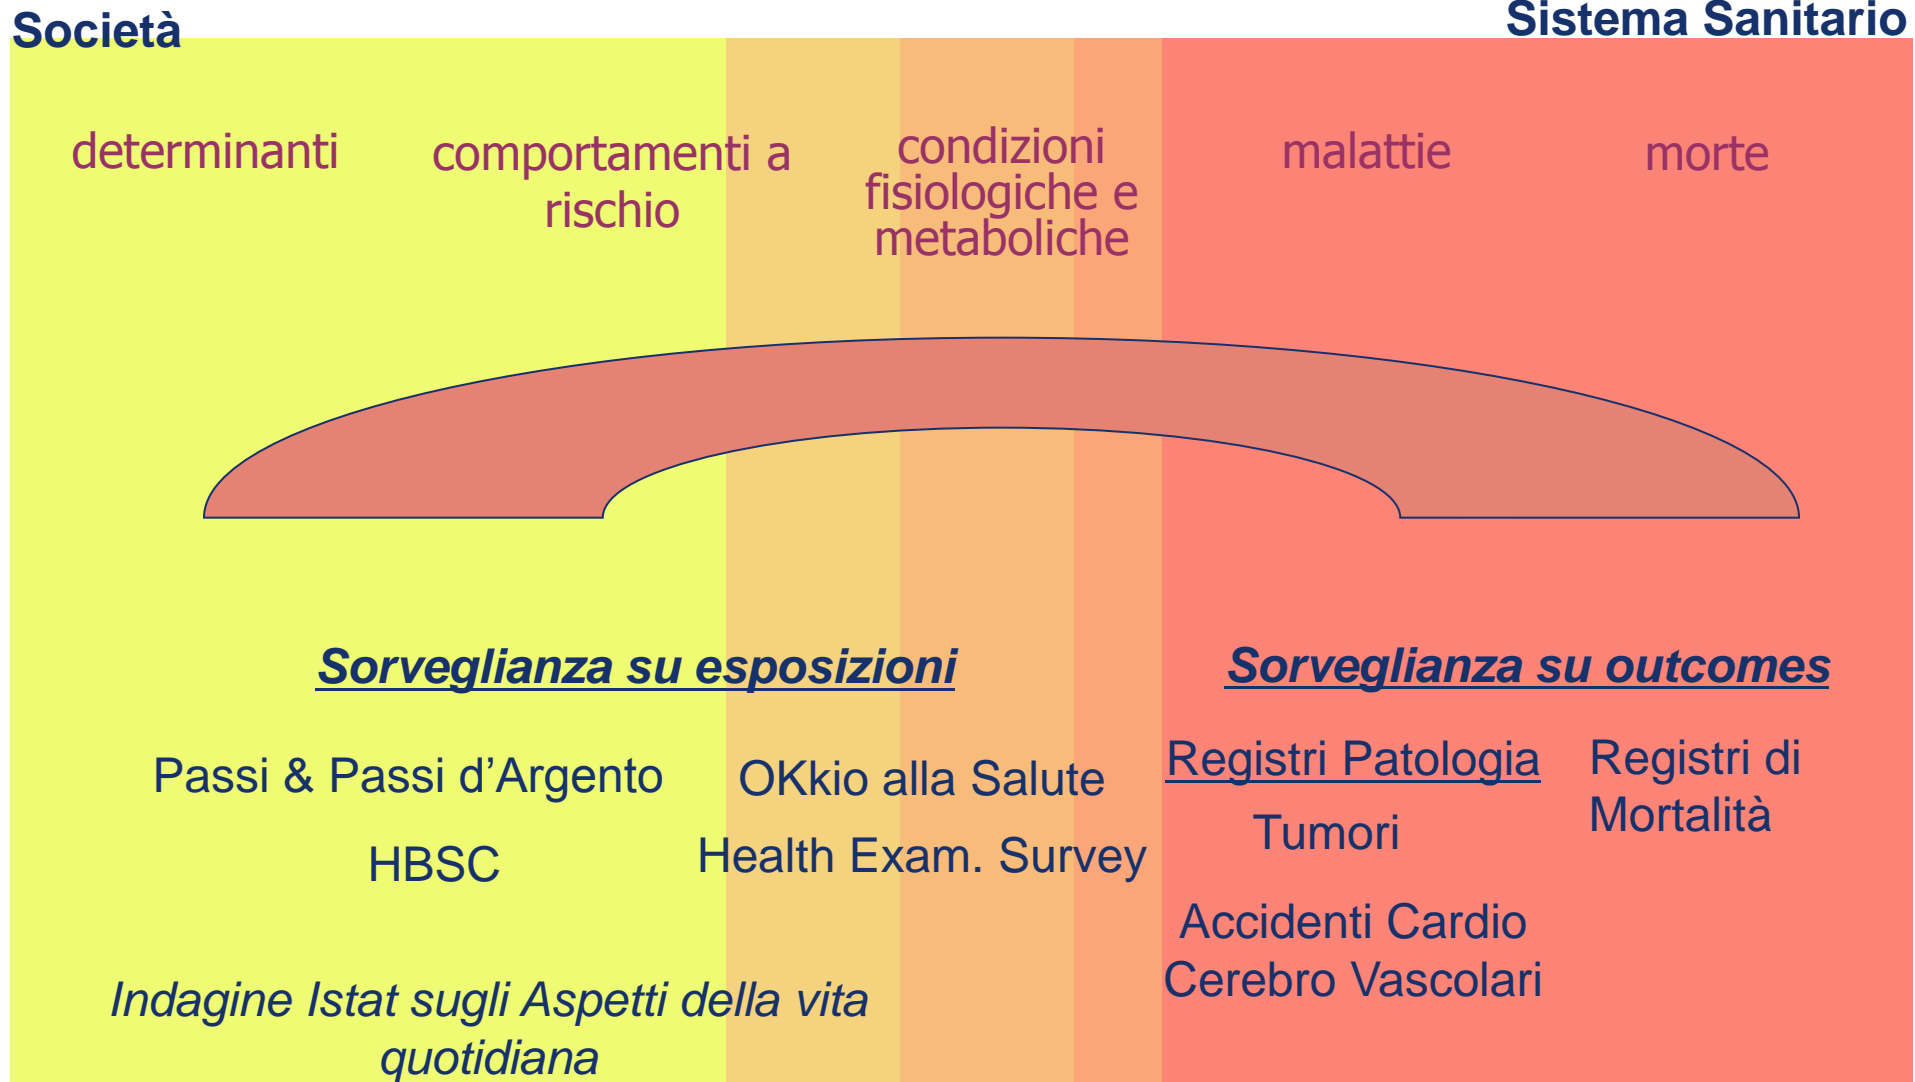 Società
Sistema Sanitario
determinanti
comportamenti a
rischio
condizioni
fisiologiche e
metaboliche
malattie
morte
Sorveglianza su esposizioni
Sorveglianza su outcomes
Passi & Passi d’Argento
HBSC
OKkio alla Salute
Health Exam. Survey
Indagine Istat sugli Aspetti della vita
quotidiana
Registri Patologia
Tumori
Accidenti Cardio
Cerebro Vascolari
Registri di
Mortalità